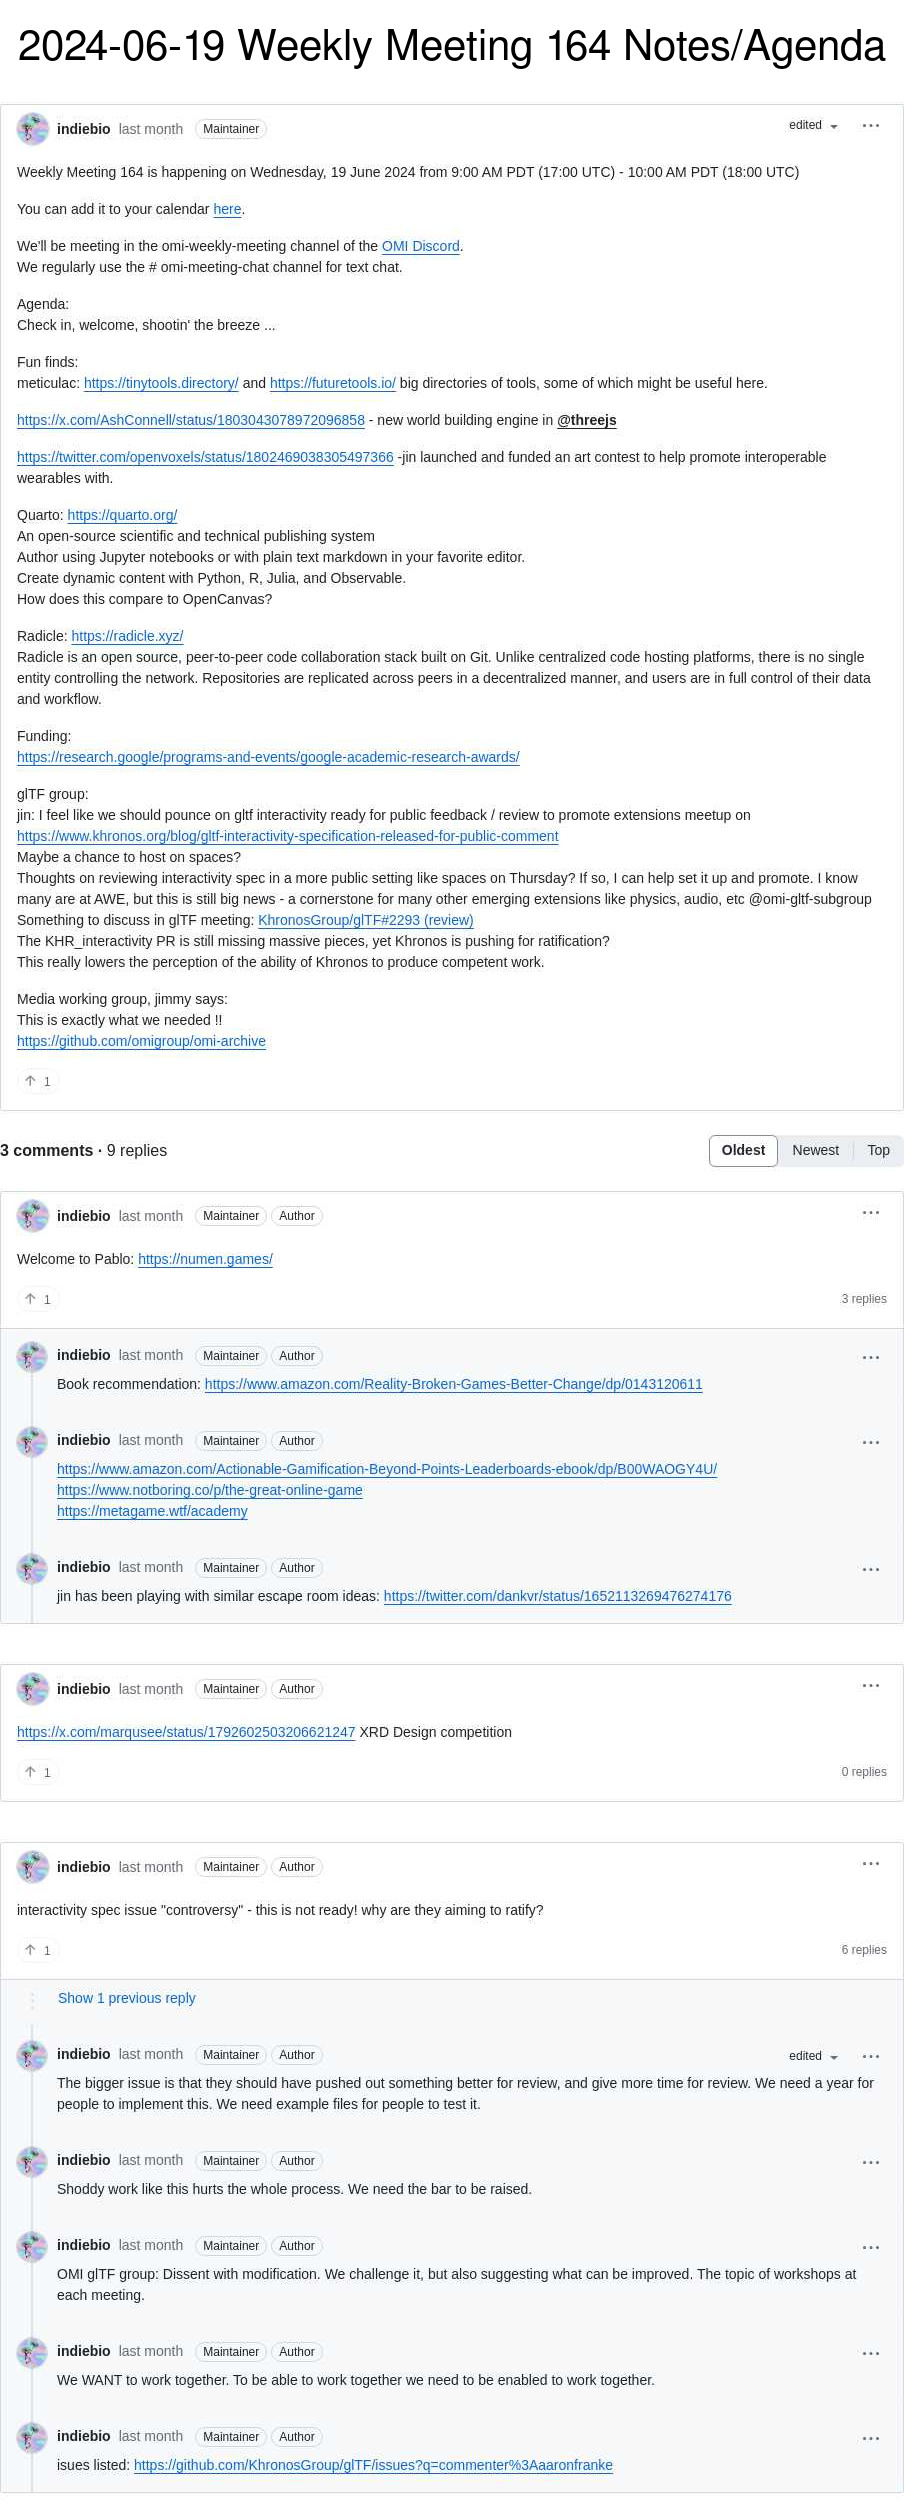 2024-06-19 Weekly Meeting 164 Notes/Agenda
indiebio last month Maintainer edited
Weekly Meeting 164 is happening on Wednesday, 19 June 2024 from 9:00 AM PDT (17:00 UTC) - 10:00 AM PDT (18:00 UTC)
You can add it to your calendar here.
We'll be meeting in the omi-weekly-meeting channel of the OMI Discord.
We regularly use the # omi-meeting-chat channel for text chat.
Agenda:
Check in, welcome, shootin' the breeze ...
Fun finds:
meticulac: https://tinytools.directory/ and https://futuretools.io/ big directories of tools, some of which might be useful here.
https://x.com/AshConnell/status/1803043078972096858 - new world building engine in @threejs
https://twitter.com/openvoxels/status/1802469038305497366 -jin launched and funded an art contest to help promote interoperable
wearables with.
Quarto: https://quarto.org/
An open-source scientific and technical publishing system
Author using Jupyter notebooks or with plain text markdown in your favorite editor.
Create dynamic content with Python, R, Julia, and Observable.
How does this compare to OpenCanvas?
Radicle: https://radicle.xyz/
Radicle is an open source, peer-to-peer code collaboration stack built on Git. Unlike centralized code hosting platforms, there is no single
entity controlling the network. Repositories are replicated across peers in a decentralized manner, and users are in full control of their data
and workflow.
Funding:
https://research.google/programs-and-events/google-academic-research-awards/
glTF group:
jin: I feel like we should pounce on gltf interactivity ready for public feedback / review to promote extensions meetup on
https://www.khronos.org/blog/gltf-interactivity-specification-released-for-public-comment
Maybe a chance to host on spaces?
Thoughts on reviewing interactivity spec in a more public setting like spaces on Thursday? If so, I can help set it up and promote. I know
many are at AWE, but this is still big news - a cornerstone for many other emerging extensions like physics, audio, etc @omi-gltf-subgroup
Something to discuss in glTF meeting: KhronosGroup/glTF#2293 (review)
The KHR_interactivity PR is still missing massive pieces, yet Khronos is pushing for ratification?
This really lowers the perception of the ability of Khronos to produce competent work.
Media working group, jimmy says:
This is exactly what we needed !!
https://github.com/omigroup/omi-archive
1
3 comments · 9 replies Oldest Newest Top
indiebio last month Maintainer Author
Welcome to Pablo: https://numen.games/
1 3 replies
indiebio last month Maintainer Author
Book recommendation: https://www.amazon.com/Reality-Broken-Games-Better-Change/dp/0143120611
indiebio last month Maintainer Author
https://www.amazon.com/Actionable-Gamification-Beyond-Points-Leaderboards-ebook/dp/B00WAOGY4U/
https://www.notboring.co/p/the-great-online-game
https://metagame.wtf/academy
indiebio last month Maintainer Author
jin has been playing with similar escape room ideas: https://twitter.com/dankvr/status/1652113269476274176
indiebio last month Maintainer Author
https://x.com/marqusee/status/1792602503206621247 XRD Design competition
1 0 replies
indiebio last month Maintainer Author
interactivity spec issue "controversy" - this is not ready! why are they aiming to ratify?
1 6 replies
Show 1 previous reply
indiebio last month Maintainer Author edited
The bigger issue is that they should have pushed out something better for review, and give more time for review. We need a year for
people to implement this. We need example files for people to test it.
indiebio last month Maintainer Author
Shoddy work like this hurts the whole process. We need the bar to be raised.
indiebio last month Maintainer Author
OMI glTF group: Dissent with modification. We challenge it, but also suggesting what can be improved. The topic of workshops at
each meeting.
indiebio last month Maintainer Author
We WANT to work together. To be able to work together we need to be enabled to work together.
indiebio last month Maintainer Author
isues listed: https://github.com/KhronosGroup/glTF/issues?q=commenter%3Aaaronfranke